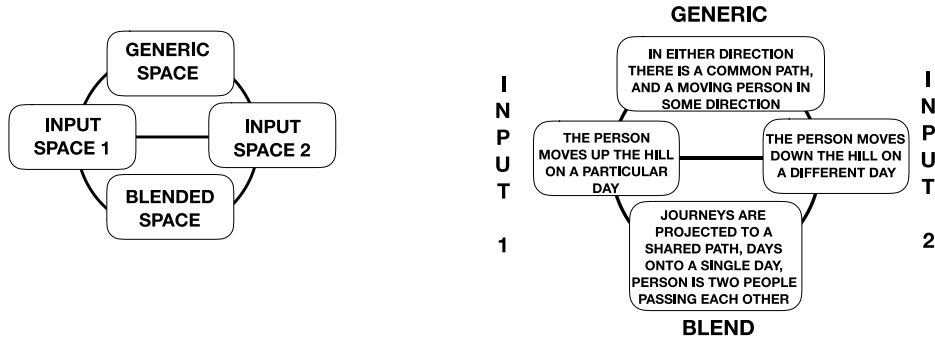 GENERIC
SPACE
INPUT
SPACE 1
INPUT
SPACE 2
BLENDED
SPACE
GENERIC
IN EITHER DIRECTION
THERE IS A COMMON PATH,
AND A MOVING PERSON IN
SOME DIRECTION
INPUT 1
THE PERSON
MOVES UP THE HILL
ON A PARTICULAR
DAY
THE PERSON MOVES
DOWN THE HILL ON
A DIFFERENT DAY
INPUT 2
JOURNEYS ARE
PROJECTED TO A
SHARED PATH, DAYS
ONTO A SINGLE DAY,
PERSON IS TWO PEOPLE
PASSING EACH OTHER
BLEND